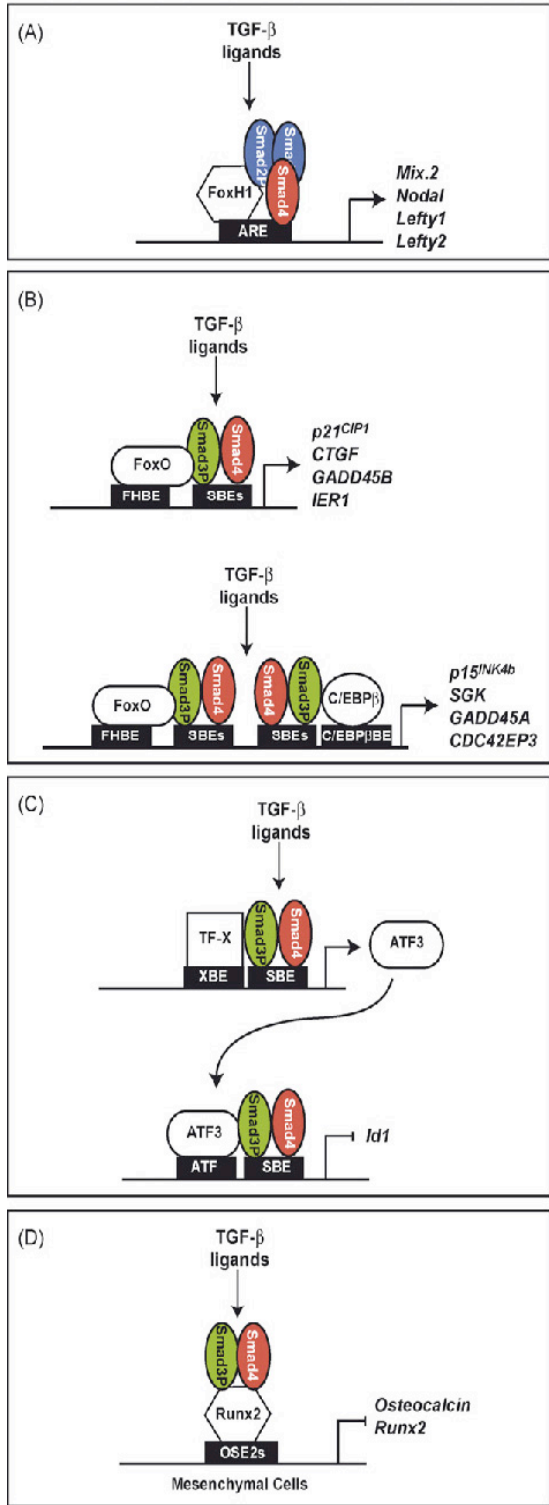 (A)
TGF-β
ligands
Smad2P
Smad
FoxH1
Smad4
ARE
Mix.2
Nodal
Lefty1
Lefty2
(B)
TGF-β
ligands
FoxO
Smad3P
Smad4
FHBE
SBEs
p21CIP1
CTGF
GADD45B
IER1
TGF-β
ligands
FoxO
Smad3P
Smad4
Smad4
Smad3P
C/EBPβ
FHBE
SBEs
SBEs
C/EBPβBE
p15INK4b
SGK
GADD45A
CDC42EP3
(C)
TGF-β
ligands
TF-X
Smad3P
Smad4
XBE
SBE
ATF3
ATF3
Smad3P
Smad4
ATF
SBE
Id1
(D)
TGF-β
ligands
Smad3P
Smad4
Runx2
OSE2s
Osteocalcin
Runx2
Mesenchymal Cells